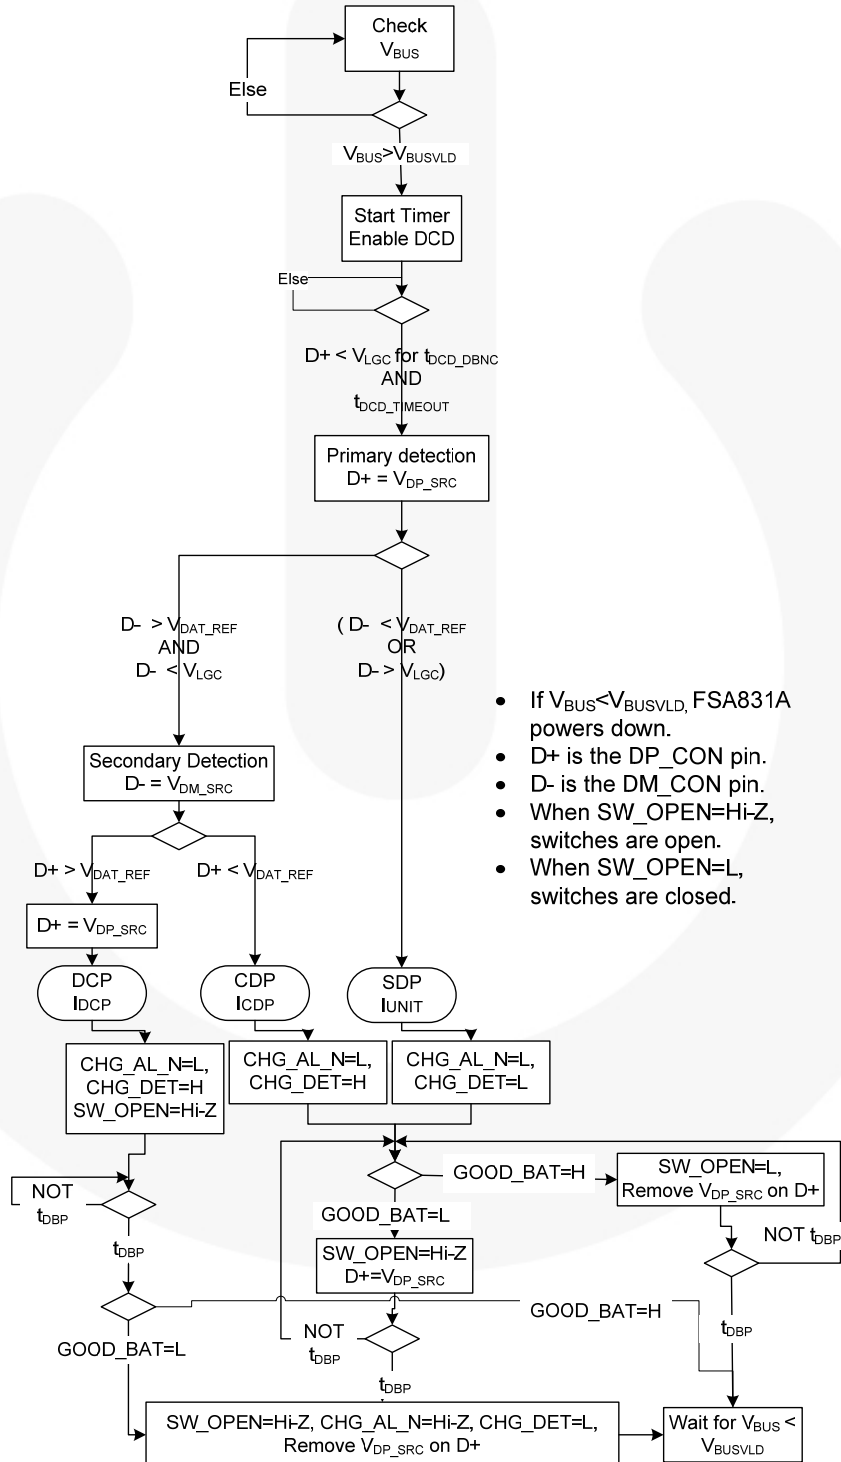 Check
VBUS
Else
VBUS>VBUSVLD
Start Timer
Enable DCD
Else
D+ < VLGC for tDCD_DBNC
AND
tDCD_TIMEOUT
Primary detection
D+ = VDP_SRC
D- > VDAT_REF
AND
D- < VLGC
( D- < VDAT_REF
OR
D- > VLGC)
• If VBUS<VBUSVLD, FSA831A
powers down.
• D+ is the DP_CON pin.
• D- is the DM_CON pin.
• When SW_OPEN=Hi-Z,
switches are open.
• When SW_OPEN=L,
switches are closed.
Secondary Detection
D- = VDM_SRC
D+ > VDAT_REF
D+ < VDAT_REF
D+ = VDP_SRC
DCP
IDCP
CDP
ICDP
SDP
IUNIT
CHG_AL_N=L,
CHG_DET=H
SW_OPEN=Hi-Z
CHG_AL_N=L,
CHG_DET=H
CHG_AL_N=L,
CHG_DET=L
GOOD_BAT=H
SW_OPEN=L,
Remove VDP_SRC on D+
NOT
tDBP
GOOD_BAT=L
NOT tDBP
SW_OPEN=Hi-Z
D+=VDP_SRC
tDBP
GOOD_BAT=H
NOT
tDBP
tDBP
GOOD_BAT=L
tDBP
SW_OPEN=Hi-Z, CHG_AL_N=Hi-Z, CHG_DET=L,
Remove VDP_SRC on D+
Wait for VBUS <
VBUSVLD